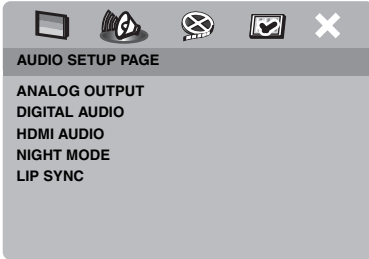 AUDIO SETUP PAGE
ANALOG OUTPUT
DIGITAL AUDIO
HDMI AUDIO
NIGHT MODE
LIP SYNC